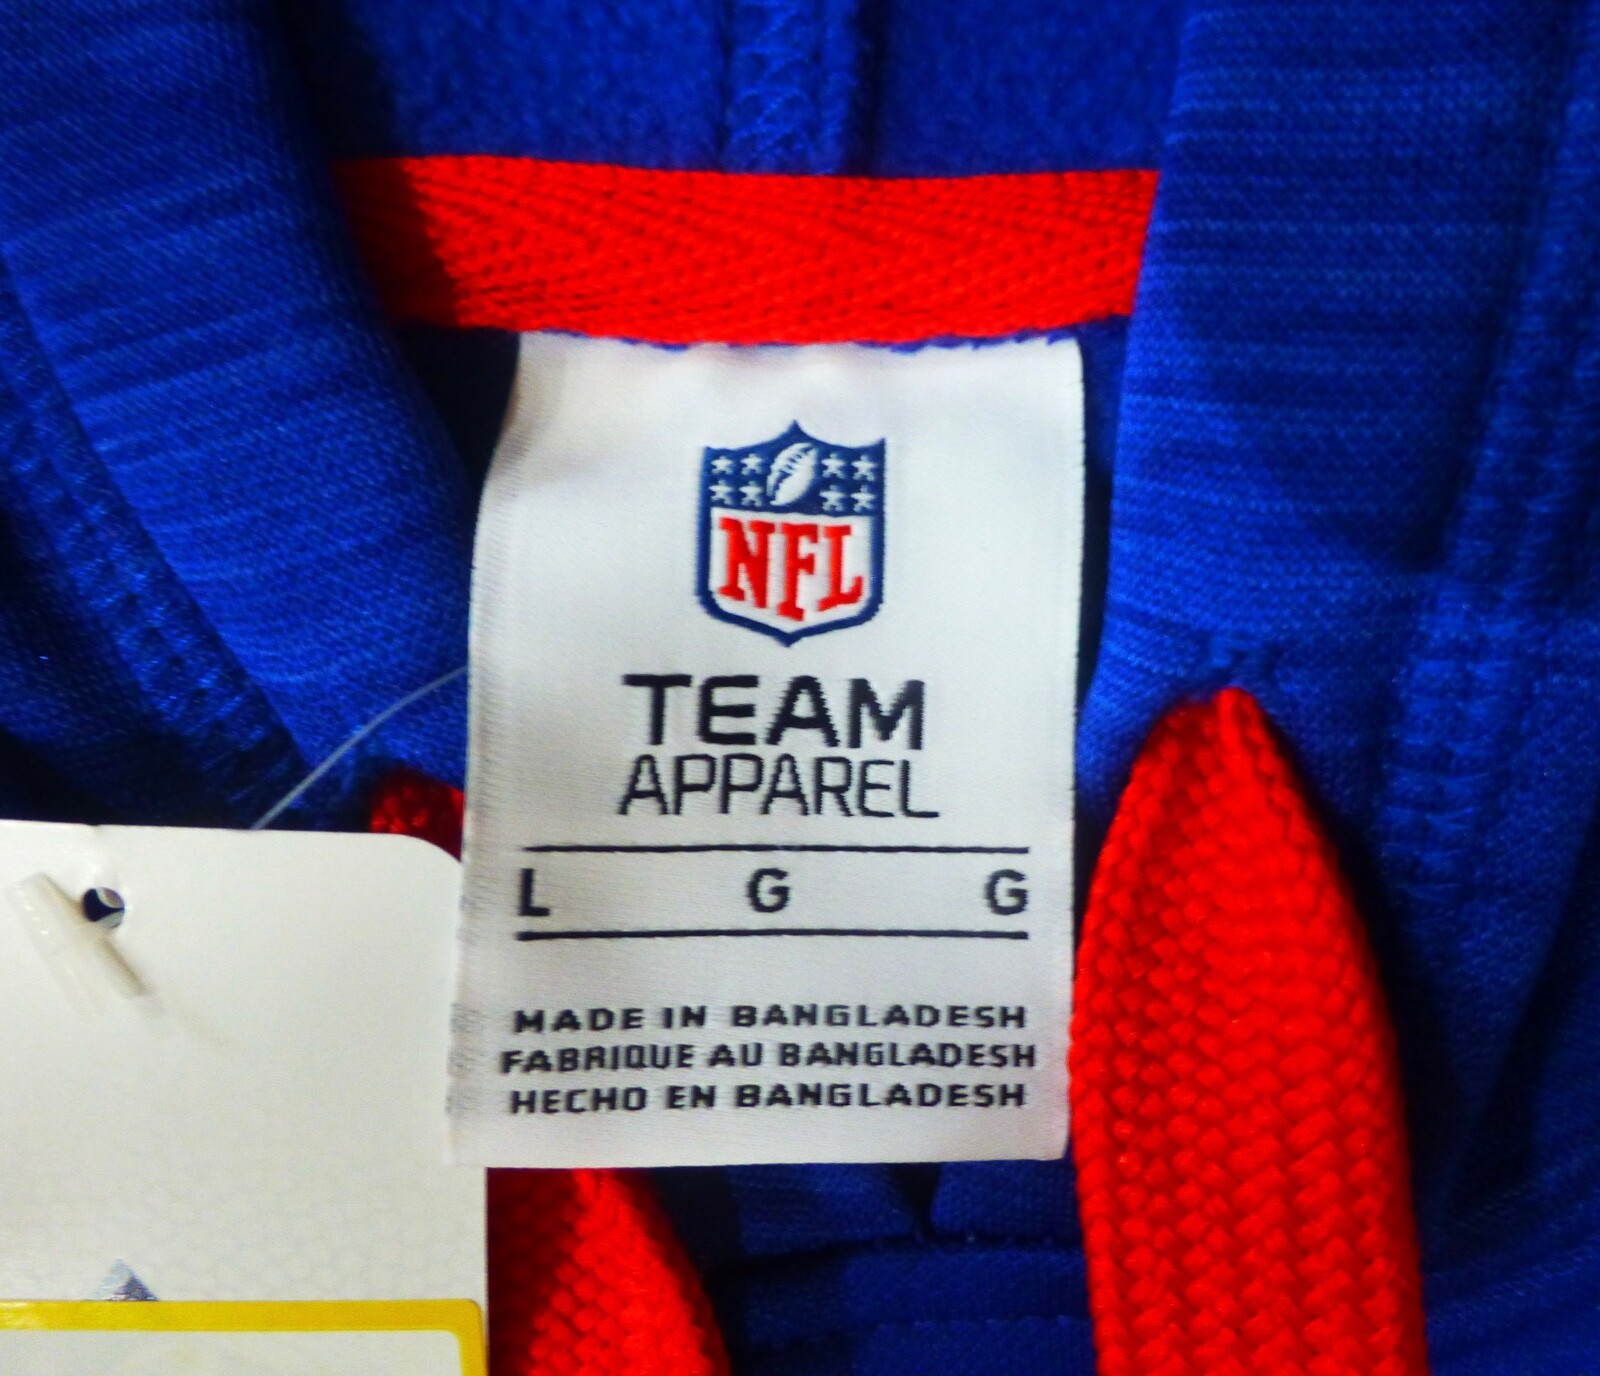 NFL
TEAM
APPAREL
L G G
MADE IN BANGLADESH
FABRIQUE AU BANGLADESH
HECHO EN BANGLADESH